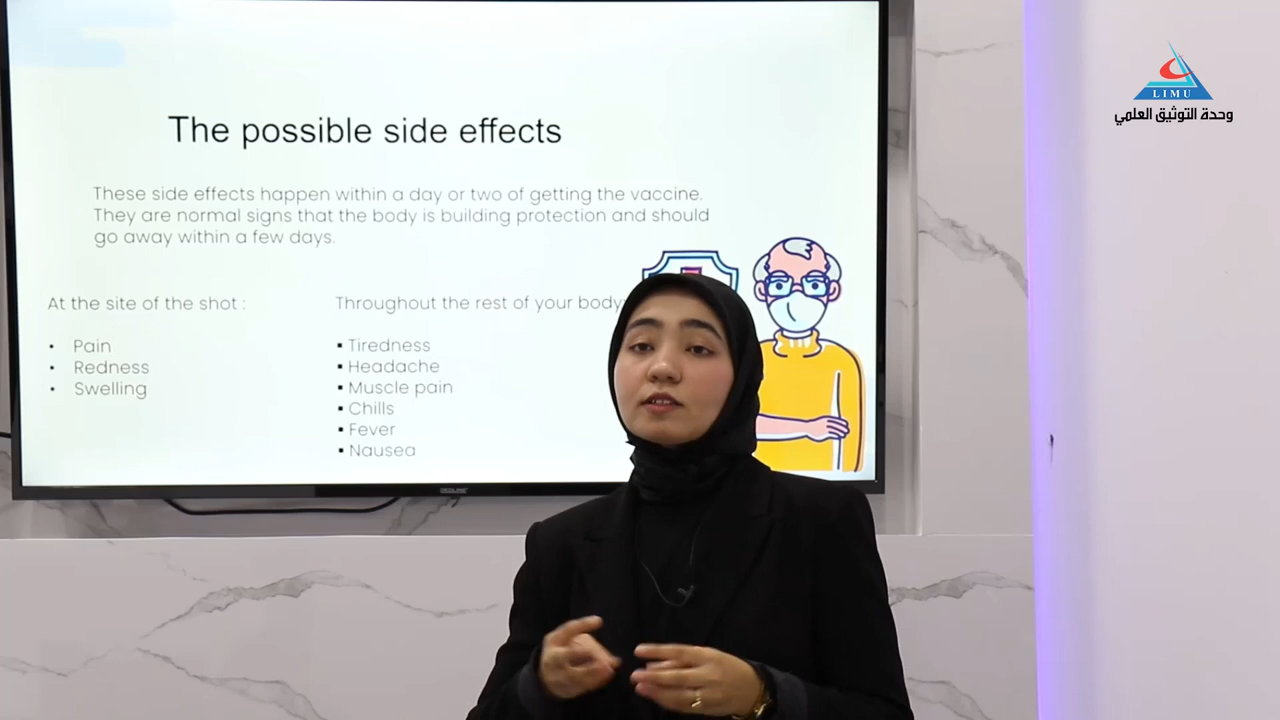 The possible side effects
These side effects happen within a day or two of getting the vaccine.
They are normal signs that the body is building protection and should
go away within a few days.
At the site of the shot :
• Pain
• Redness
• Swelling
Throughout the rest of your body
▪ Tiredness
▪ Headache
▪ Muscle pain
▪ Chills
▪ Fever
▪ Nausea
LIMU
وحدة التوثيق العلمي